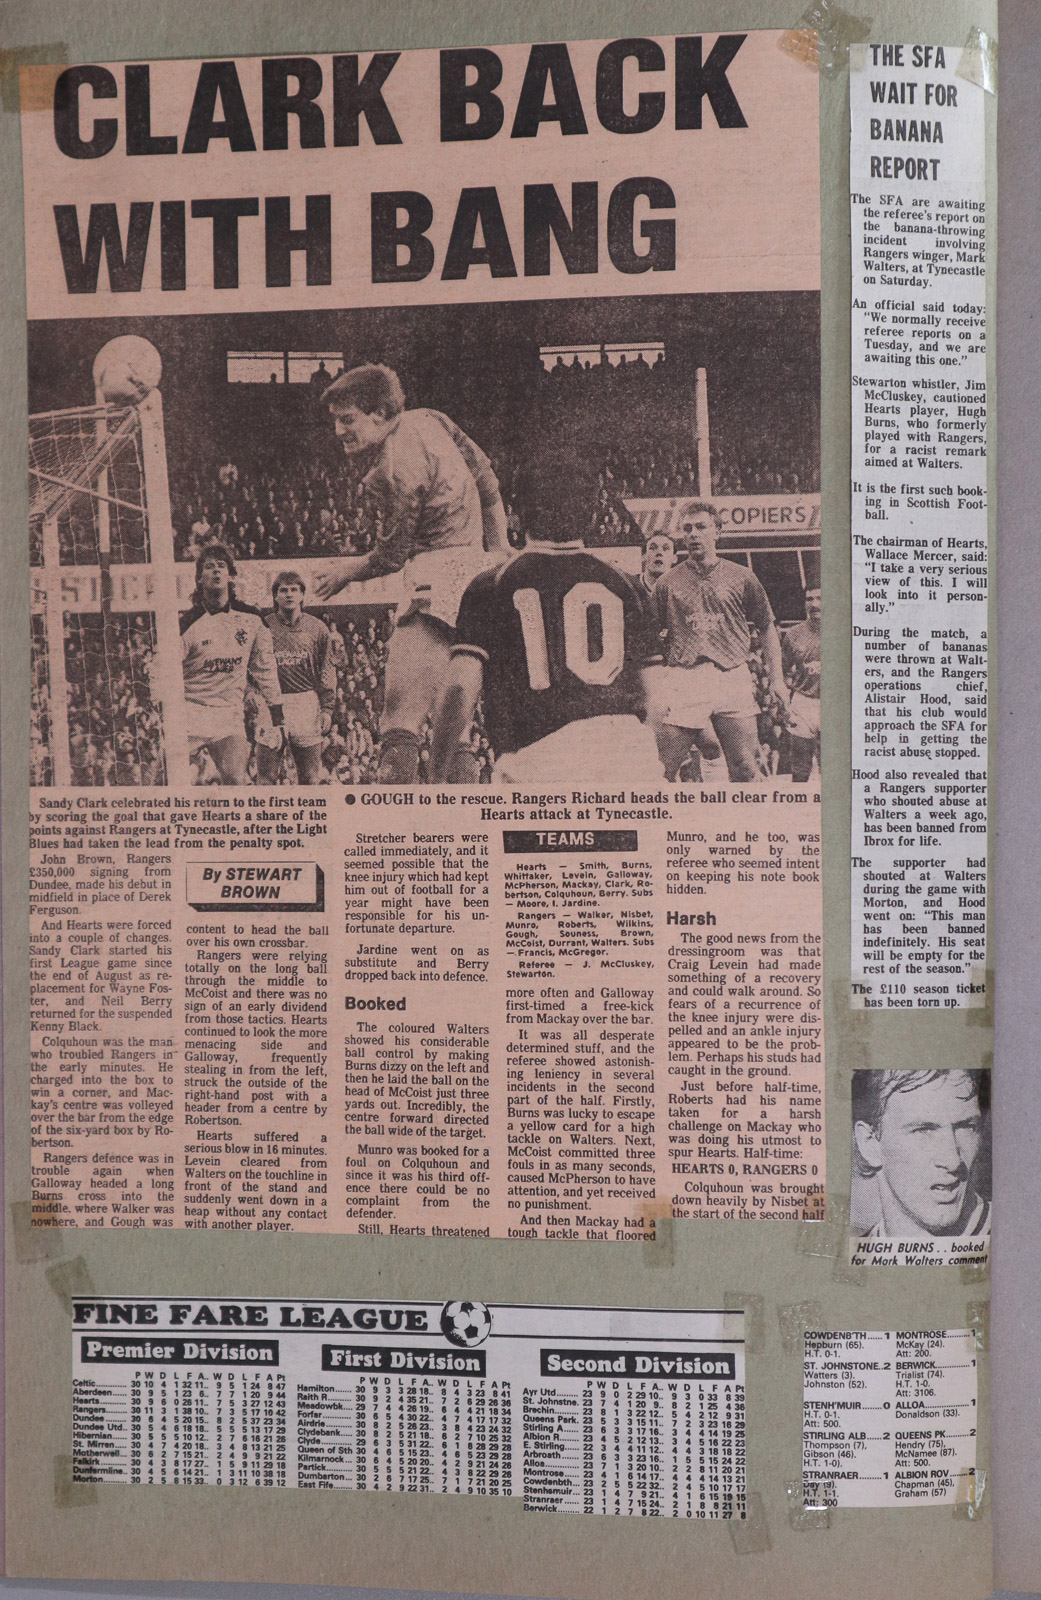 CLARK BACK
WITH BANG
COPIERS
10
Sandy Clark celebrated his return to the first team
by scoring the goal that gave Hearts a share of the
points against Rangers at Tynecastle, after the Light
Blues had taken the lead from the penalty spot.
● GOUGH to the rescue. Rangers Richard heads the ball clear from a
Hearts attack at Tynecastle.
John Brown, Rangers
£350,000 signing from
Dundee, made his debut in
midfield in place of Derek
Ferguson.
And Hearts were forced
into a couple of changes.
Sandy Clark started his
first League game since
the end of August as re-
placement for Wayne Fos-
ter, and Neil Berry
returned for the suspended
Kenny Black.
Colquhoun was the man
who troubled Rangers in
the early minutes. He
charged into the box to
win a corner, and Mac-
kay's centre was volleyed
over the bar from the edge
of the six-yard box by Ro-
bertson.
Rangers defence was in
trouble again when
Galloway headed a long
Burns cross into the
middle, where Walker was
nowhere, and Gough was
By STEWART
BROWN
content to head the ball
over his own crossbar.
Rangers were relying
totally on the long ball
through the middle to
McCoist and there was no
sign of an early dividend
from those tactics. Hearts
continued to look the more
menacing side and
Galloway, frequently
stealing in from the left,
struck the outside of the
right-hand post with a
header from a centre by
Robertson.
Hearts suffered a
serious blow in 16 minutes.
Levein cleared from
Walters on the touchline in
front of the stand and
suddenly went down in a
heap without any contact
with another player.
Stretcher bearers were
called immediately, and it
seemed possible that the
knee injury which had kept
him out of football for a
year might have been
responsible for his un-
fortunate departure.
Jardine went on as
substitute and Berry
dropped back into defence.
Booked
The coloured Walters
showed his considerable
ball control by making
Burns dizzy on the left and
then he laid the ball on the
head of McCoist just three
yards out. Incredibly, the
centre forward directed
the ball wide of the target.
Munro was booked for a
foul on Colquhoun and
since it was his third off-
ence there could be no
complaint from the
defender.
Still, Hearts threatened
TEAMS
Hearts — Smith, Burns,
Whittaker, Levein, Galloway,
McPherson, Mackay, Clark, Ro-
bertson, Colquhoun, Berry. Subs
— Moore, I. Jardine.
Rangers — Walker, Nisbet,
Munro, Roberts, Wilkins,
Gough, Souness, Brown,
McCoist, Durrant, Walters. Subs
— Francis, McGregor.
Referee — J. McCluskey,
Stewarton.
more often and Galloway
first-timed a free-kick
from Mackay over the bar.
It was all desperate
determined stuff, and the
referee showed astonish-
ing leniency in several
incidents in the second
part of the half. Firstly,
Burns was lucky to escape
a yellow card for a high
tackle on Walters. Next,
McCoist committed three
fouls in as many seconds,
caused McPherson to have
attention, and yet received
no punishment.
And then Mackay had a
tough tackle that floored
Munro, and he too, was
only warned by the
referee who seemed intent
on keeping his note book
hidden.
Harsh
The good news from the
dressingroom was that
Craig Levein had made
something of a recovery
and could walk around. So
fears of a recurrence of
the knee injury were dis-
pelled and an ankle injury
appeared to be the prob-
lem. Perhaps his studs had
caught in the ground.
Just before half-time,
Roberts had his name
taken for a harsh
challenge on Mackay who
was doing his utmost to
spur Hearts. Half-time:
HEARTS 0, RANGERS 0
Colquhoun was brought
down heavily by Nisbet at
the start of the second half
THE SFA
WAIT FOR
BANANA
REPORT
The SFA are awaiting
the referee's report on
the banana-throwing
incident involving
Rangers winger, Mark
Walters, at Tynecastle
on Saturday.
An official said today:
"We normally receive
referee reports on a
Tuesday, and we are
awaiting this one."
Stewarton whistler, Jim
McCluskey, cautioned
Hearts player, Hugh
Burns, who formerly
played with Rangers,
for a racist remark
aimed at Walters.
It is the first such book-
ing in Scottish Foot-
ball.
The chairman of Hearts,
Wallace Mercer, said:
"I take a very serious
view of this. I will
look into it person-
ally."
During the match, a
number of bananas
were thrown at Walt-
ers, and the Rangers
operations chief,
Alistair Hood, said
that his club would
approach the SFA for
help in getting the
racist abuse stopped.
Hood also revealed that
a Rangers supporter
who shouted abuse at
Walters a week ago,
has been banned from
Ibrox for life.
The supporter had
shouted at Walters
during the game with
Morton, and Hood
went on: "This man
has been banned
indefinitely. His seat
will be empty for the
rest of the season."
The £110 season ticket
has been torn up.
HUGH BURNS . . booked
for Mark Walters comment
FINE FARE LEAGUE
Premier Division
P W D L F A.. W D L F A Pt
Celtic
Aberdeen
Hearts
Rangers
Dundee
Dundee Utd
Hibernian
St. Mirren
Motherwell
Falkirk
Dunfermline
Morton
First Division
P W D L F A.. W D L F A Pt
Hamilton
Raith R
Meadowbk
Forfar
Airdrie
Clydebank
Clyde
Queen of Sth
Kilmarnock
Partick
Dumbarton
East Fife
Second Division
P W D L F A.. W D L F A Pt
Ayr Utd
St. Johnstne
Brechin
Queens Park
Stirling A
Albion R
E. Stirling
Arbroath
Alloa
Montrose
Cowdenbth
Stenhsmuir
Stranraer
Berwick
COWDENB'TH ...... 1
Hepburn (65).
H.T. 0-1.
ST. JOHNSTONE..2
Watters (3).
Johnston (52).
STENH'MUIR ...... 0
H.T. 0-1.
Att: 500.
STIRLING ALB ... 2
Thompson (7),
Gibson (46).
H.T. 1-0).
STRANRAER ...... 1
Day (9).
H.T. 1-1.
Att: 300
MONTROSE ......... 1
McKay (24).
Att: 200.
BERWICK ......... 1
Trialist (74).
H.T. 1-0.
Att: 3106.
ALLOA ......... 1
Donaldson (33).
QUEENS PK ......... 2
Hendry (75),
McNamee (87).
Att: 500.
ALBION ROV ...... 2
Chapman (45),
Graham (57)